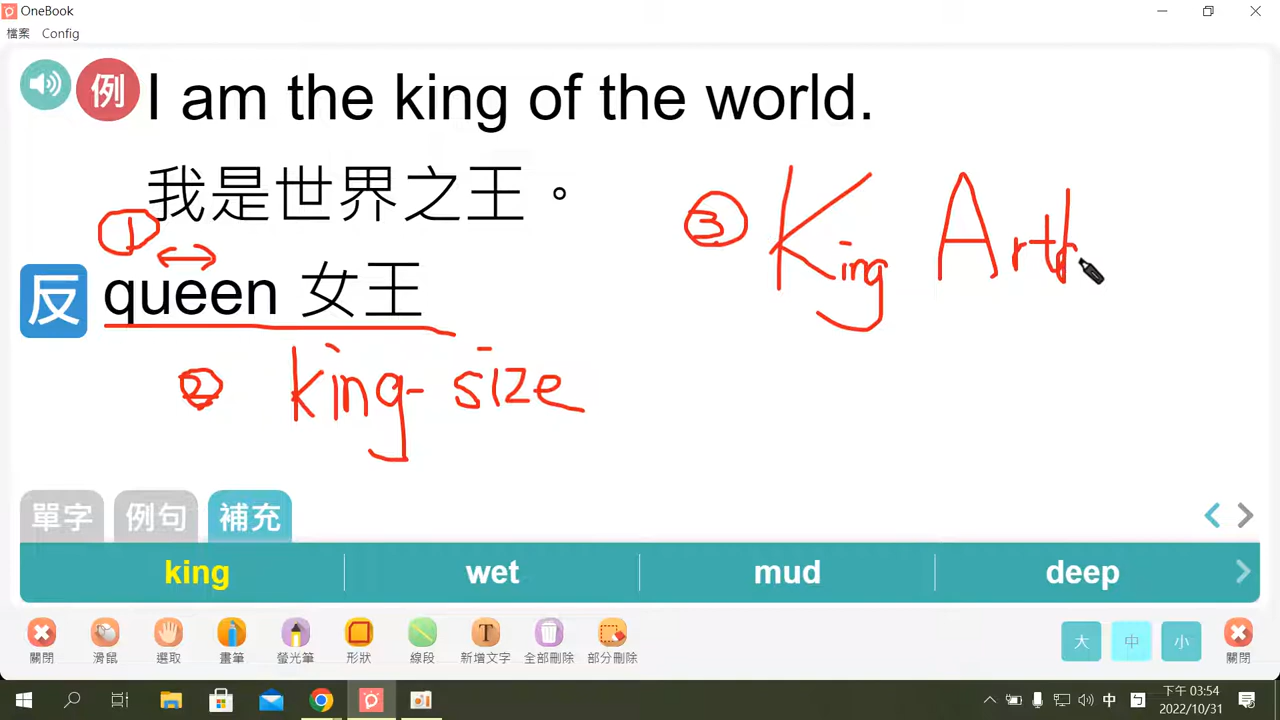 OneBook
檔案 Config
例 I am the king of the world.
我是世界之王。
①
反 queen 女王
② king-size
③ King Arth
單字 例句 補充
king wet mud deep
關閉 滑鼠 選取 畫筆 螢光筆 形狀 線段 新增文字 全部刪除 部分刪除 大 中 小 關閉
T
中 下午 03:54
2022/10/31